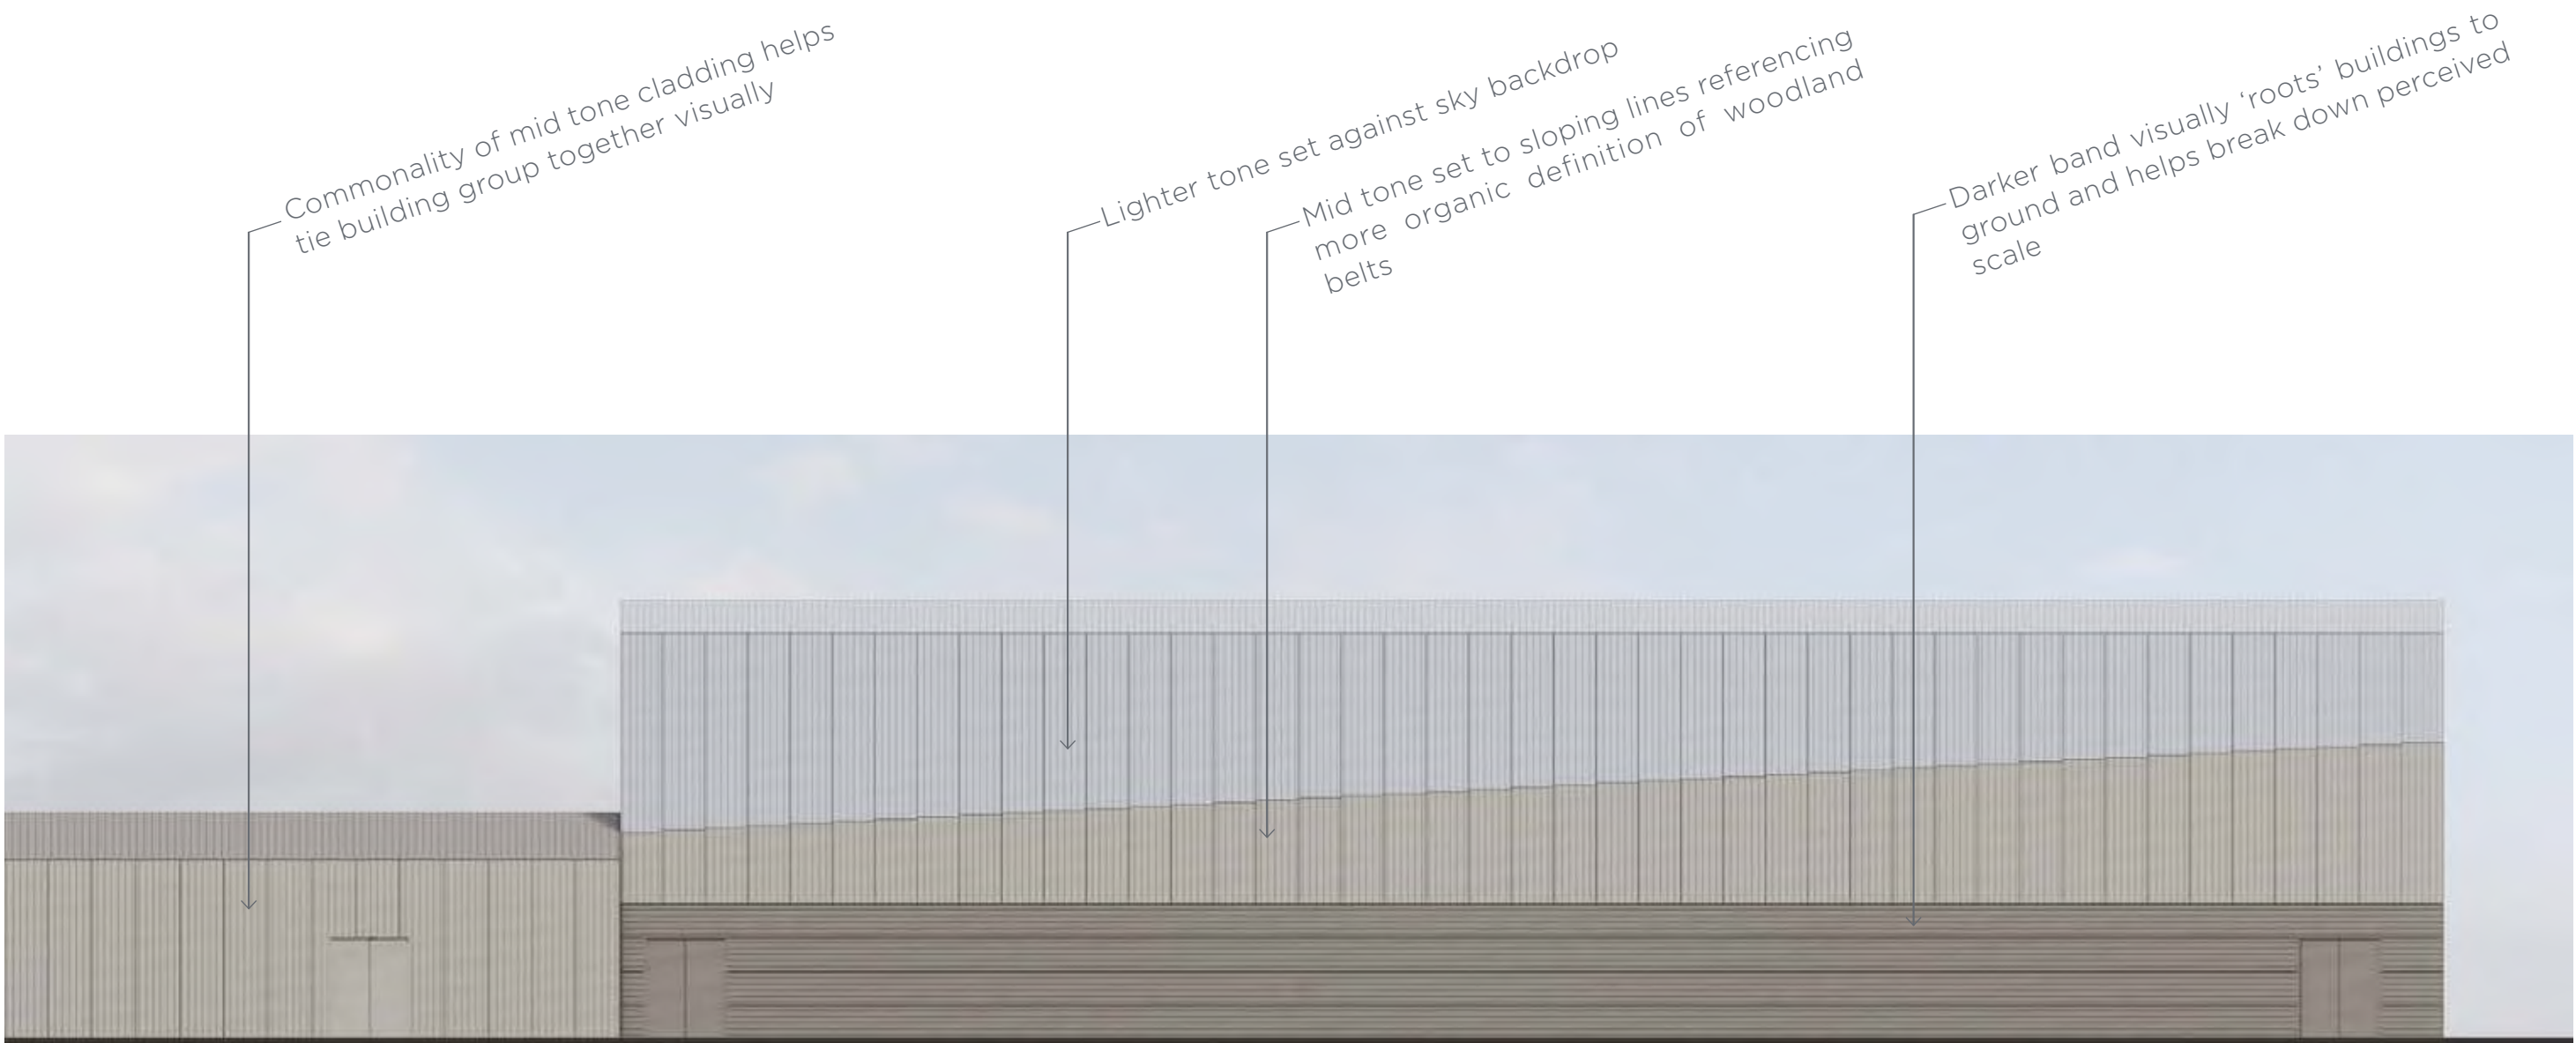 Commonality of mid tone cladding helps
tie building group together visually
Lighter tone set against sky backdrop
Mid tone set to sloping lines referencing
more organic definition of woodland
belts
Darker band visually ‘roots’ buildings to
ground and helps break down perceived
scale